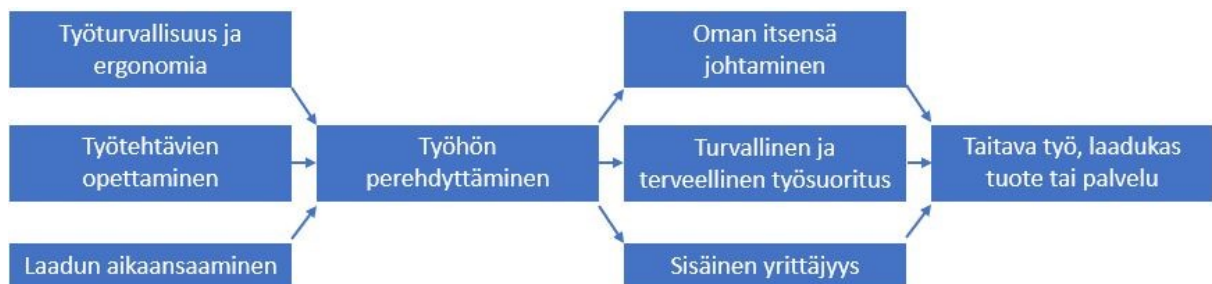 Työturvallisuus ja
ergonomia
Työtehtävien
opettaminen
Laadun aikaansaaminen
Työhön
perehdyttäminen
Oman itsensä
johtaminen
Turvallinen ja
terveellinen työsuoritus
Sisäinen yrittäjyys
Taitava työ, laadukas
tuote tai palvelu